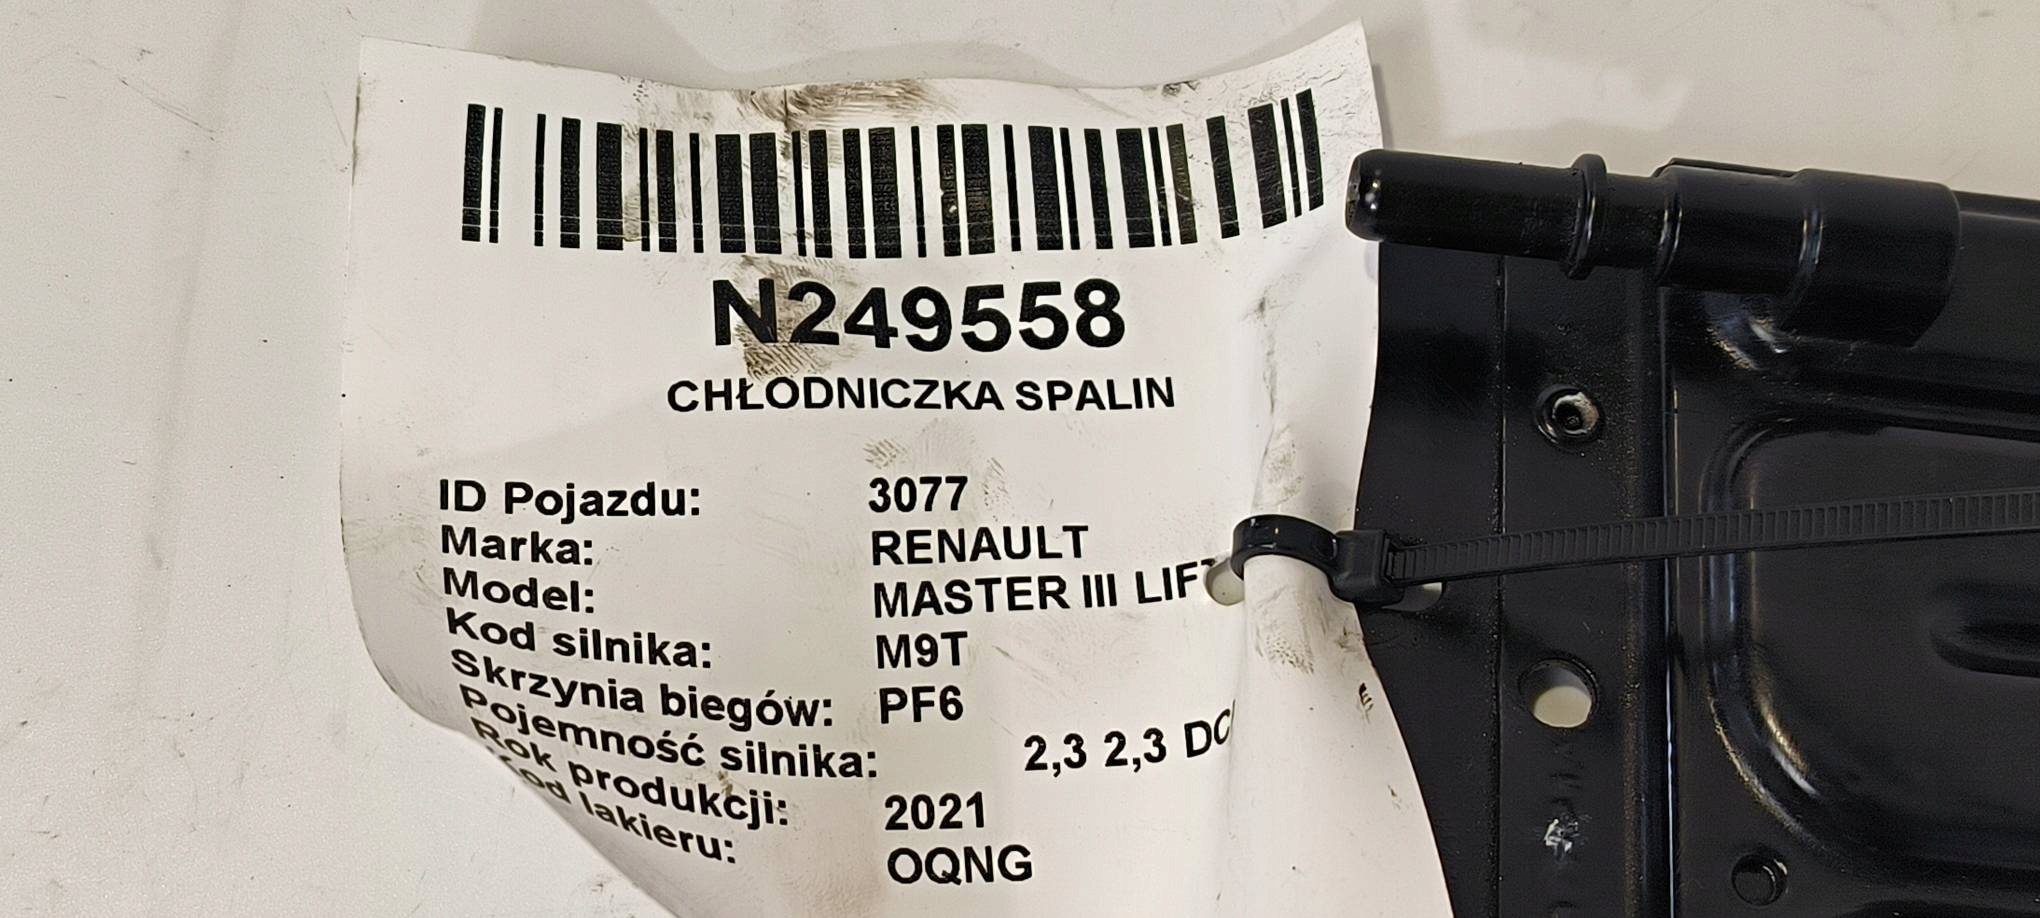 N249558
CHŁODNICZKA SPALIN
ID Pojazdu: 3077
Marka: RENAULT
Model: MASTER III LIFT
Kod silnika: M9T
Skrzynia biegów: PF6
Pojemność silnika: 2,3 2,3 DC
Rok produkcji: 2021
Kod lakieru: OQNG